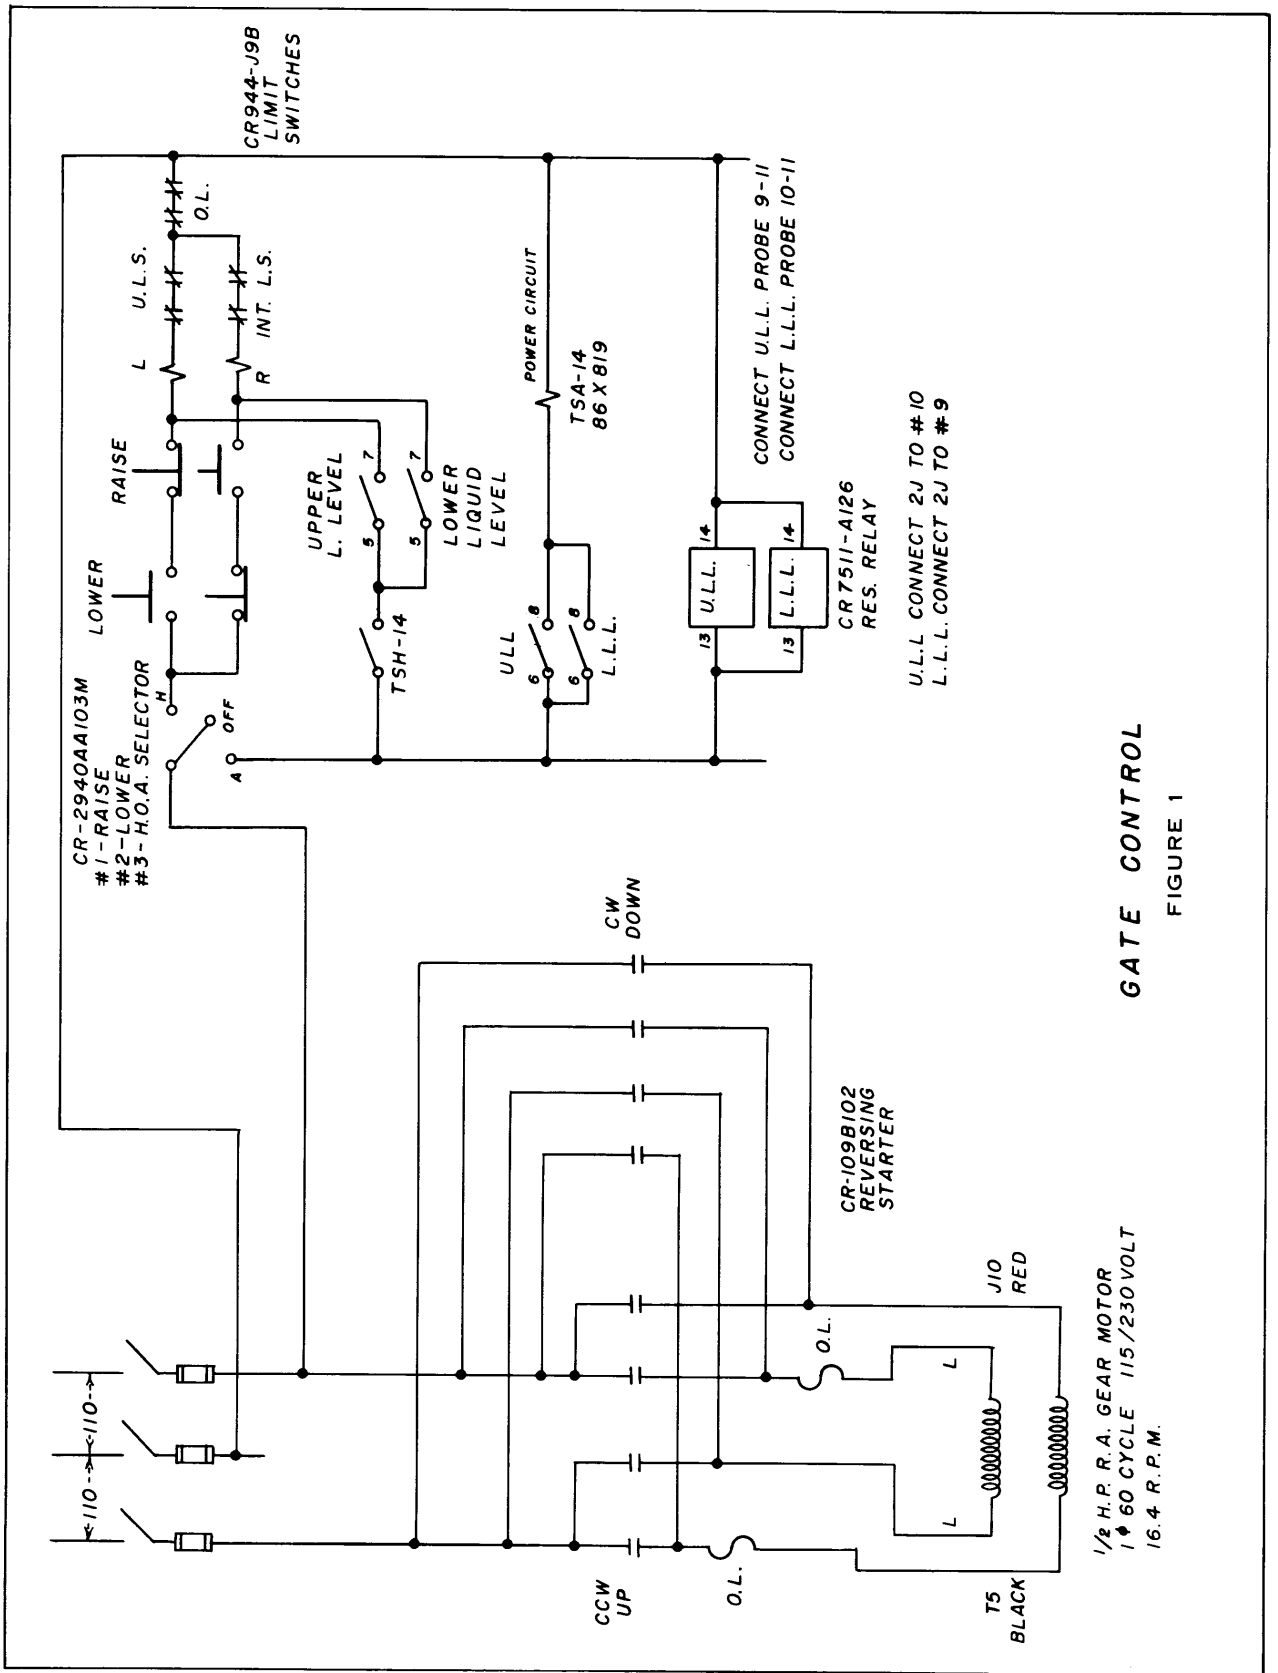 -110-
-110-
CR-2940AA103M
#1-RAISE
#2-LOWER
#3-H.O.A. SELECTOR
H
OFF
A
LOWER
RAISE
L
U.L.S.
O.L.
R
INT. L.S.
CR944-J9B
LIMIT
SWITCHES
TSH-14
UPPER
L. LEVEL
5
7
5
7
LOWER
LIQUID
LEVEL
ULL
6
8
6
8
L.L.L.
POWER CIRCUIT
TSA-14
86X819
13
U.L.L.
14
13
L.L.L.
14
CR7511-A126
RES. RELAY
CONNECT U.L.L. PROBE 9-11
CONNECT L.L.L. PROBE 10-11
U.L.L CONNECT 2J TO #10
L.L.L. CONNECT 2J TO #9
CCW
UP
CW
DOWN
O.L.
O.L.
CR-109B102
REVERSING
STARTER
T5
BLACK
L
L
J10
RED
1/2 H.P. R.A. GEAR MOTOR
1 ϕ 60 CYCLE 115/230VOLT
16.4 R.P.M.
GATE CONTROL
FIGURE 1